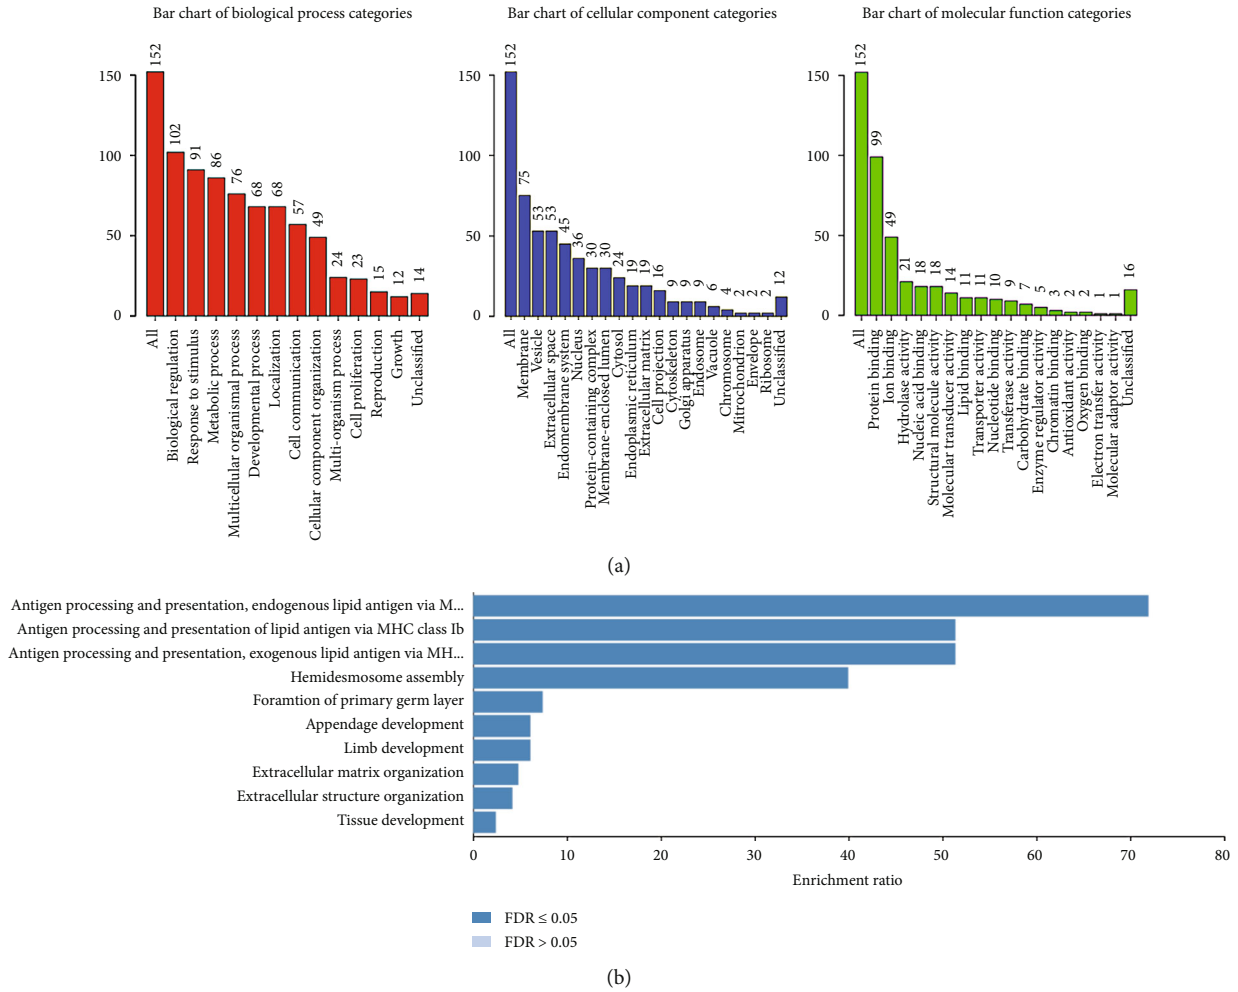 Bar chart of biological process categories
150
100
50
0
152
102
91
86
76
68
68
57
49
24
23
15
12
14
All
Biological regulation
Response to stimulus
Metabolic process
Multicellular organismal process
Developmental process
Localization
Cell communication
Cellular component organization
Multi-organism process
Cell proliferation
Reproduction
Growth
Unclassified
Bar chart of cellular component categories
150
100
50
0
152
75
53
53
45
36
30
30
24
19
19
16
9
9
9
6
4
2
2
2
12
All
Membrane
Vesicle
Extracellular space
Endomembrane system
Nucleus
Protein-containing complex
Membrane-enclosed lumen
Cytosol
Endoplasmic reticulum
Extracellular matrix
Cell projection
Cytoskeleton
Golgi apparatus
Endosome
Vacuole
Chromosome
Mitrochondrion
Envelope
Ribosome
Unclassified
Bar chart of molecular function categories
150
100
50
0
152
99
49
21
18
18
14
11
11
10
9
7
5
3
2
2
1
1
16
All
Protein binding
Ion binding
Hydrolase activity
Nucleic acid binding
Structural molecule activity
Molecular transducer activity
Lipid binding
Transporter activity
Nucleotide binding
Tranferase activity
Carbohydrate binding
Enzyme regulator activity
Chromatin binding
Antioxidant activity
Oxygen binding
Electron transfer activity
Molecular adaptor activity
Unclassified
(a)
Antigen processing and presentation, endogenous lipid antigen via M...
Antigen processing and presentation of lipid antigen via MHC class Ib
Antigen processing and presentation, exogenous lipid antigen via MH...
Hemidesmosome assembly
Foramtion of primary germ layer
Appendage development
Limb development
Extracellular matrix organization
Extracellular structure organization
Tissue development
0 10 20 30 40 50 60 70 80
Enrichment ratio
FDR ≤ 0.05
FDR > 0.05
(b)